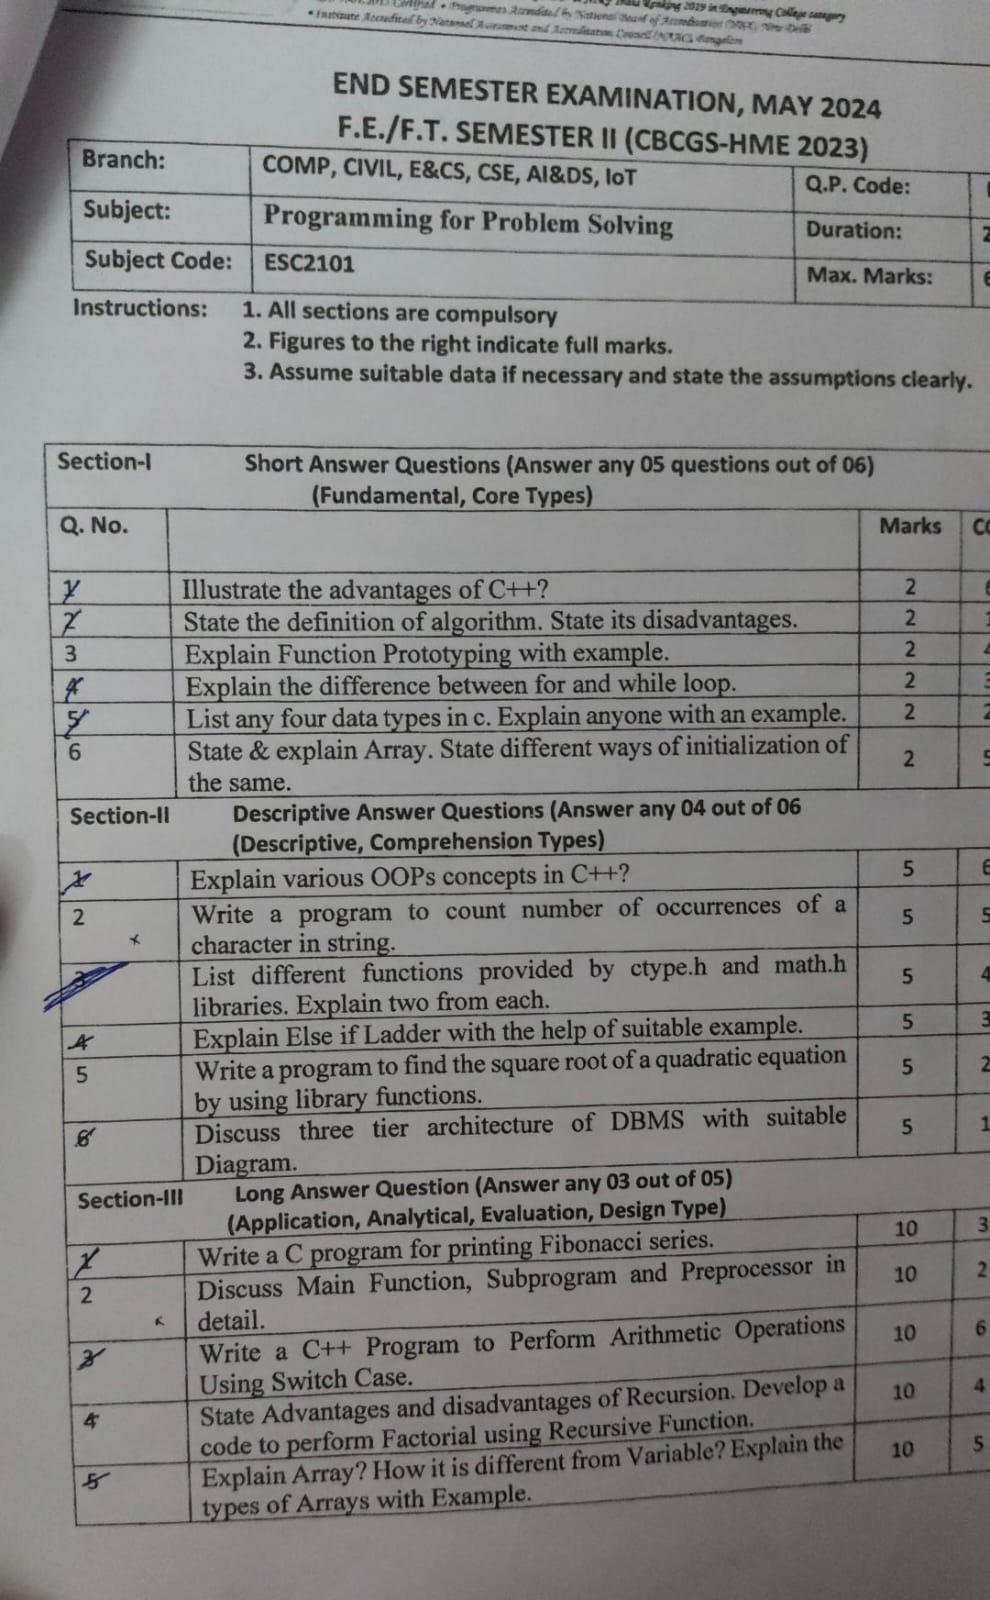 Certified • Programmes Accredited by National Board of Accreditation (NBA), New Delhi
Ranking 2019 in Engineering College category
• Institute Accredited by National Assessment and Accreditation Council (NAAC), Bangalore
END SEMESTER EXAMINATION, MAY 2024
F.E./F.T. SEMESTER II (CBCGS-HME 2023)
Branch: COMP, CIVIL, E&CS, CSE, AI&DS, IoT Q.P. Code:
Subject: Programming for Problem Solving Duration: 2
Subject Code: ESC2101 Max. Marks: 6
Instructions: 1. All sections are compulsory
2. Figures to the right indicate full marks.
3. Assume suitable data if necessary and state the assumptions clearly.
Section-I Short Answer Questions (Answer any 05 questions out of 06)
(Fundamental, Core Types)
Q. No. Marks CO
1 Illustrate the advantages of C++? 2 6
2 State the definition of algorithm. State its disadvantages. 2 1
3 Explain Function Prototyping with example. 2 4
4 Explain the difference between for and while loop. 2 3
5 List any four data types in c. Explain anyone with an example. 2 2
6 State & explain Array. State different ways of initialization of 2 5
the same.
Section-II Descriptive Answer Questions (Answer any 04 out of 06
(Descriptive, Comprehension Types)
1 Explain various OOPs concepts in C++? 5 6
2 Write a program to count number of occurrences of a 5 5
x character in string.
3 List different functions provided by ctype.h and math.h 5 4
libraries. Explain two from each.
4 Explain Else if Ladder with the help of suitable example. 5 3
5 Write a program to find the square root of a quadratic equation 5 2
by using library functions.
6 Discuss three tier architecture of DBMS with suitable 5 1
Diagram.
Section-III Long Answer Question (Answer any 03 out of 05)
(Application, Analytical, Evaluation, Design Type)
1 Write a C program for printing Fibonacci series. 10 3
2 Discuss Main Function, Subprogram and Preprocessor in 10 2
detail.
3 Write a C++ Program to Perform Arithmetic Operations 10 6
Using Switch Case.
4 State Advantages and disadvantages of Recursion. Develop a 10 4
code to perform Factorial using Recursive Function.
5 Explain Array? How it is different from Variable? Explain the 10 5
types of Arrays with Example.